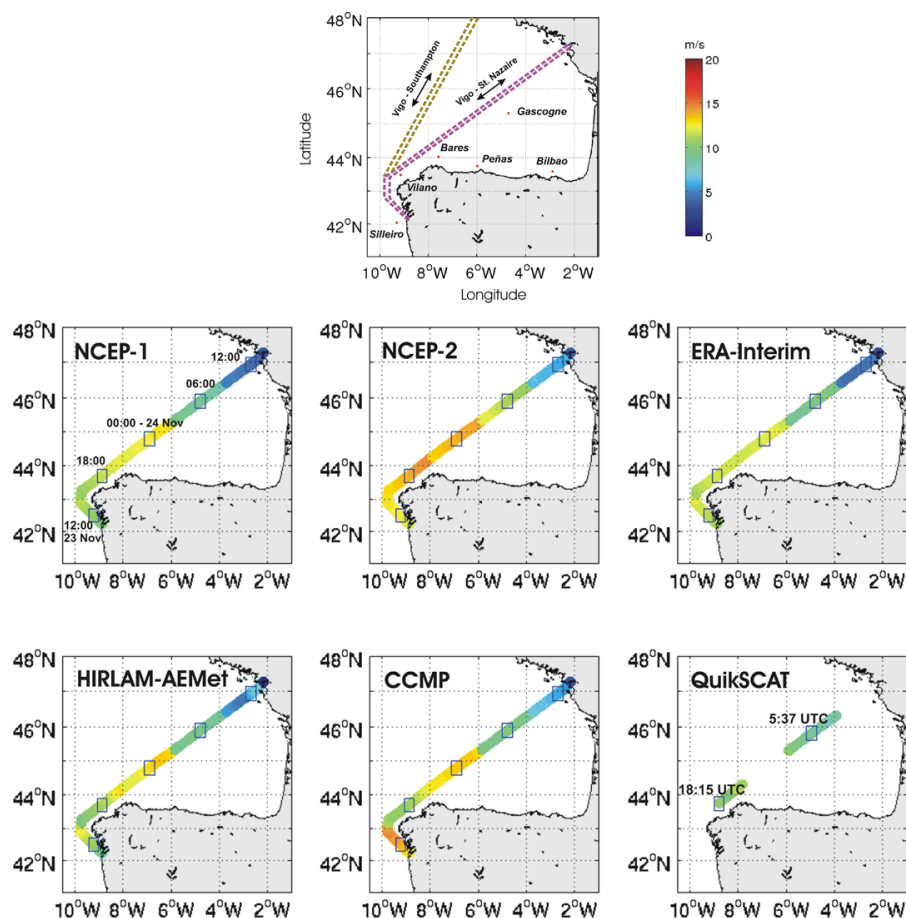 m/s
20
15
10
5
0
48°N
46°N
44°N
42°N
Latitude
Vigo - Southampton
Vigo - St. Nazaire
Gascogne
Bares
Peñas
Bilbao
Vilano
Silleiro
10°W 8°W 6°W 4°W 2°W
Longitude
48°N
46°N
44°N
42°N
NCEP-1
12:00
06:00
00:00 - 24 Nov
18:00
12:00
23 Nov
10°W 8°W 6°W 4°W 2°W
48°N
46°N
44°N
42°N
NCEP-2
10°W 8°W 6°W 4°W 2°W
48°N
46°N
44°N
42°N
ERA-Interim
10°W 8°W 6°W 4°W 2°W
48°N
46°N
44°N
42°N
HIRLAM-AEMet
10°W 8°W 6°W 4°W 2°W
48°N
46°N
44°N
42°N
CCMP
10°W 8°W 6°W 4°W 2°W
48°N
46°N
44°N
42°N
QuikSCAT
5:37 UTC
18:15 UTC
10°W 8°W 6°W 4°W 2°W